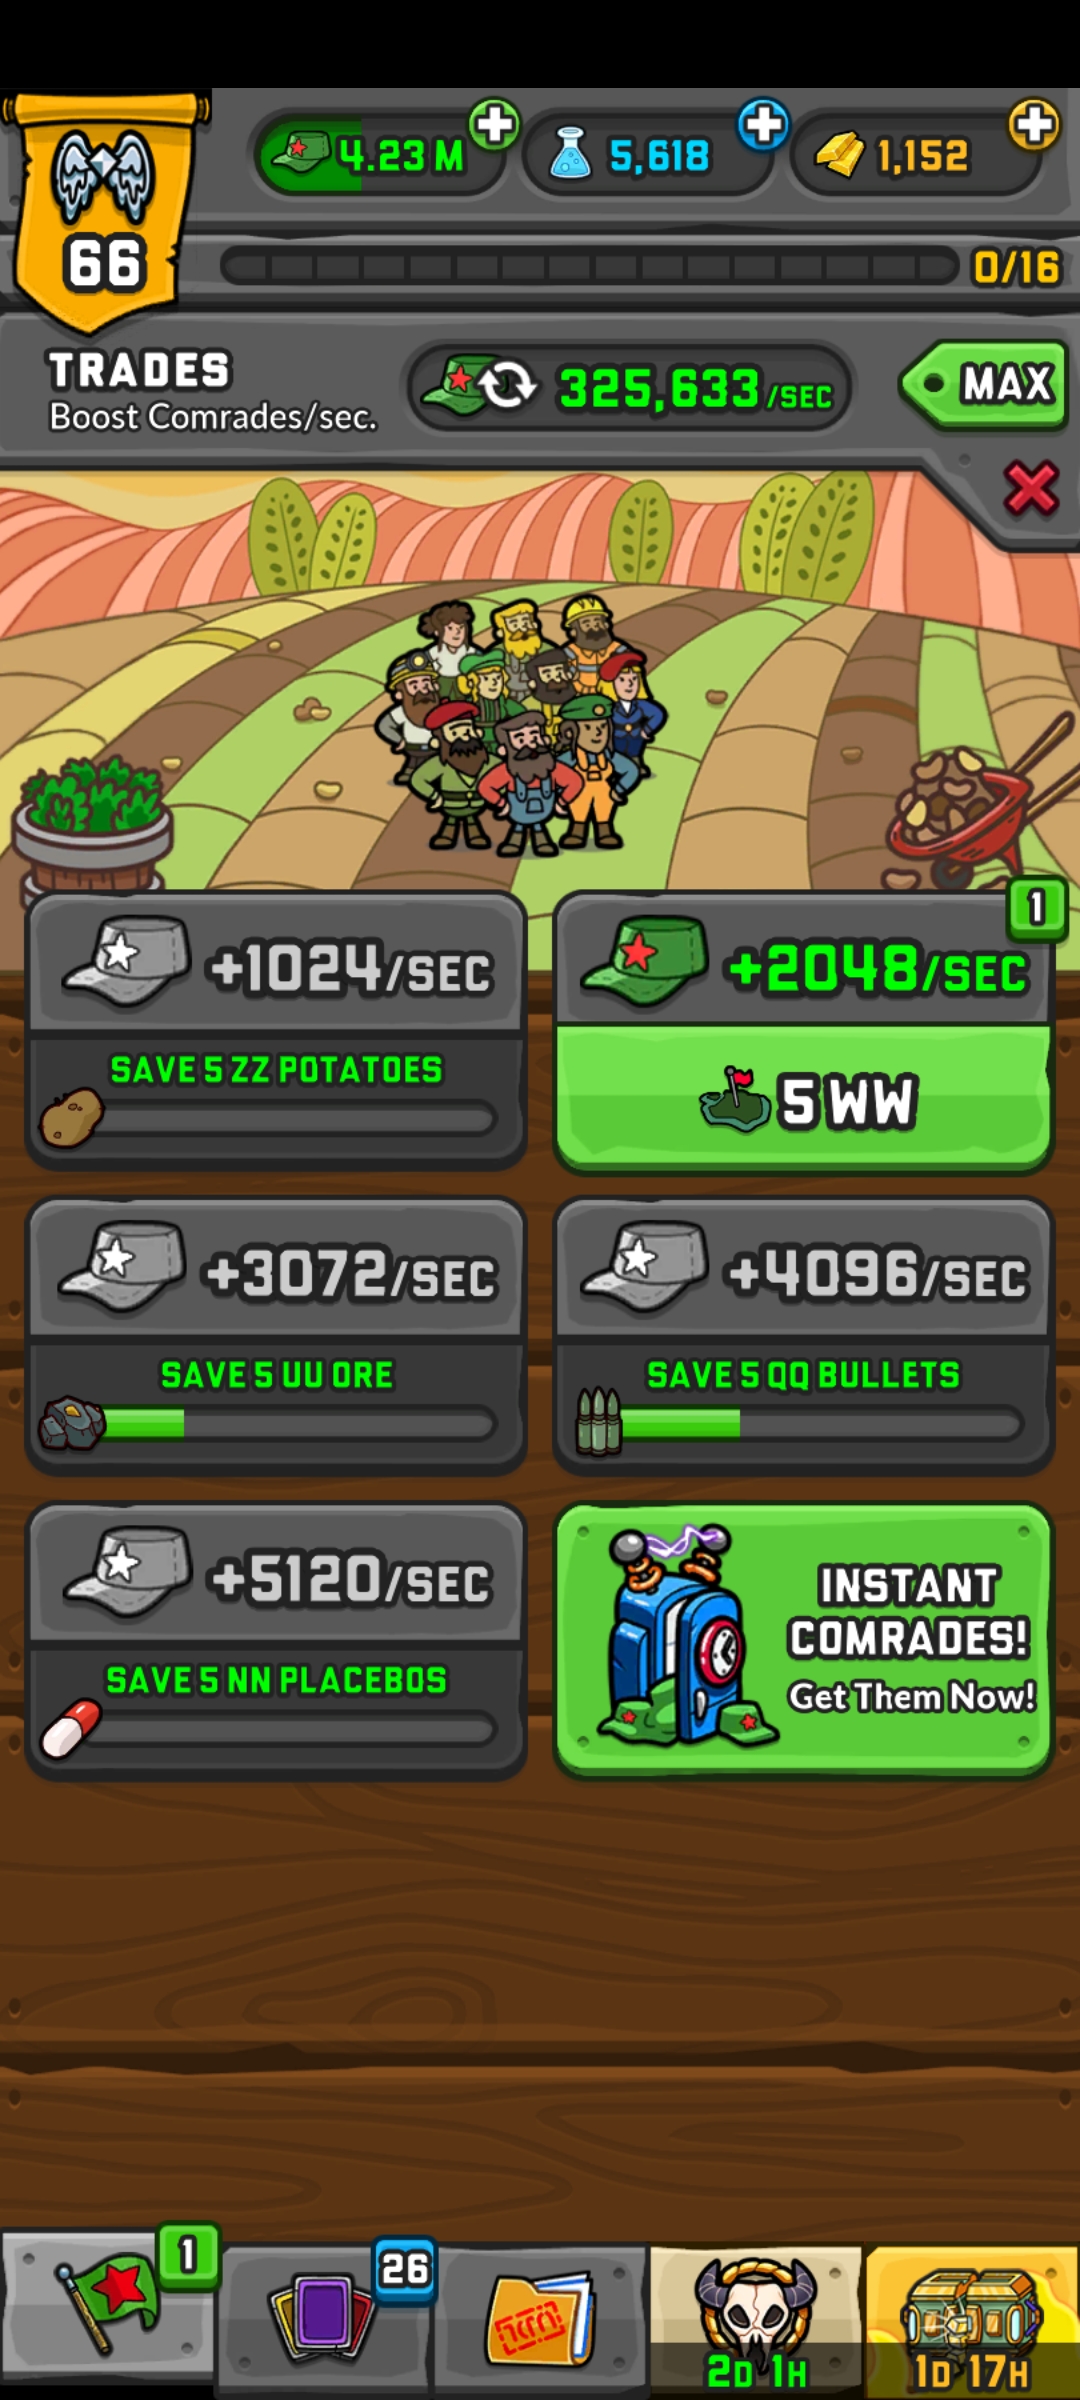 4.23 M
5,618
1,152
66
0/16
TRADES
Boost Comrades/sec.
325,633/SEC
MAX
+1024/SEC
SAVE 5 ZZ POTATOES
1
+2048/SEC
5 WW
+3072/SEC
SAVE 5 UU ORE
+4096/SEC
SAVE 5 QQ BULLETS
+5120/SEC
SAVE 5 NN PLACEBOS
INSTANT
COMRADES!
Get Them Now!
1
26
2D 1H
1D 17H